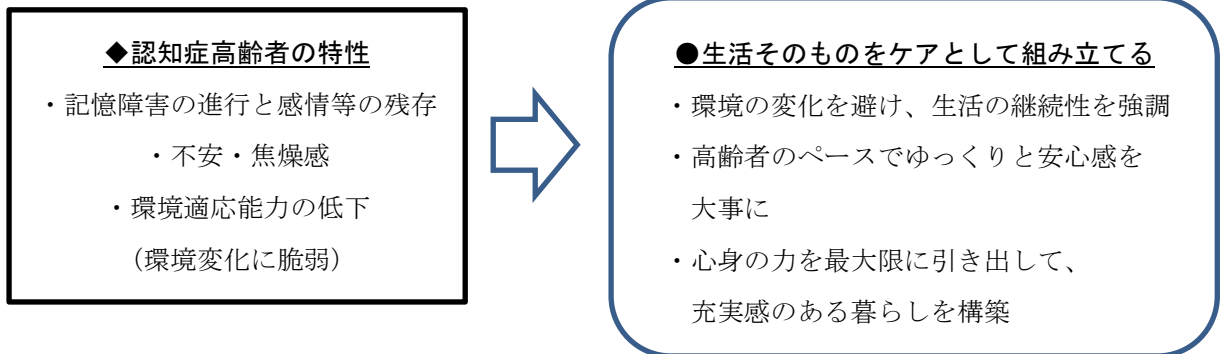 ◆認知症高齢者の特性
・記憶障害の進行と感情等の残存
・不安・焦燥感
・環境適応能力の低下
（環境変化に脆弱）
●生活そのものをケアとして組み立てる
・環境の変化を避け、生活の継続性を強調
・高齢者のペースでゆっくりと安心感を
大事に
・心身の力を最大限に引き出して、
充実感のある暮らしを構築